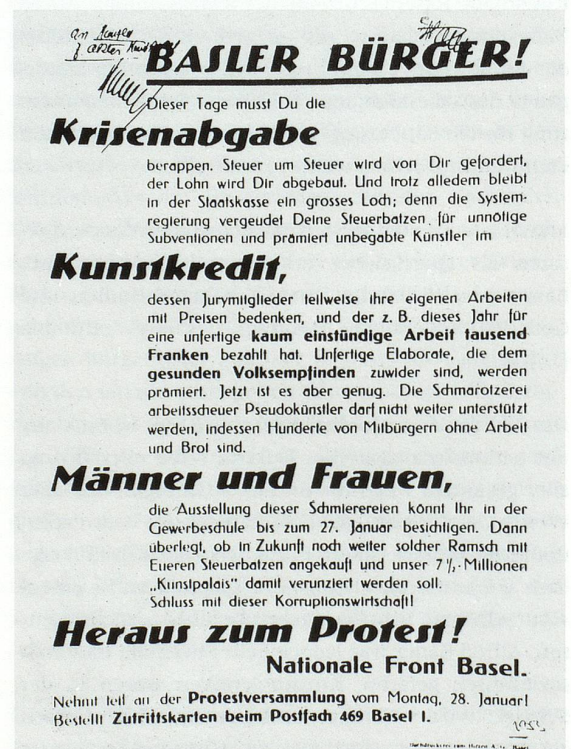 BASLER BÜRGER!
Dieser Tage musst Du die
Krisenabgabe
berappen. Steuer um Steuer wird von Dir gefordert,
der Lohn wird Dir abgebaut. Und trotz alledem bleibt
in der Staatskasse ein grosses Loch; denn die System-
regierung vergeudet Deine Steuerbatzen für unnötige
Subventionen und prämiert unbegabte Künstler im
Kunstkredit,
dessen Jurymitglieder teilweise ihre eigenen Arbeiten
mit Preisen bedenken, und der z. B. dieses Jahr für
eine unfertige kaum einstündige Arbeit tausend
Franken bezahlt hat. Unfertige Elaborate, die dem
gesunden Volksempfinden zuwider sind, werden
prämiert. Jetzt ist es aber genug. Die Schmarotzerei
arbeitsscheuer Pseudokünstler darf nicht weiter unterstützt
werden, indessen Hunderte von Mitbürgern ohne Arbeit
und Brot sind.
Männer und Frauen,
die Ausstellung dieser Schmierereien könnt Ihr in der
Gewerbeschule bis zum 27. Januar besichtigen. Dann
überlegt, ob in Zukunft noch weiter solcher Ramsch mit
Eueren Steuerbatzen angekauft und unser 7½ Millionen
„Kunstpalais" damit verunziert werden soll.
Schluss mit dieser Korruptionswirtschaft!
Heraus zum Protest!
Nationale Front Basel.
Nehmt teil an der Protestversammlung vom Montag, 28. Januar!
Bestellt Zutrittskarten beim Postfach 469 Basel 1.